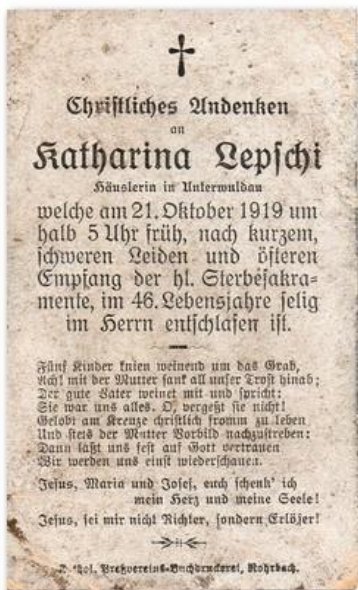 Christliches Andenken
an
Katharina Lepschi
Häuslerin in Unterwuldau
welche am 21. Oktober 1919 um
halb 5 Uhr früh, nach kurzem,
schweren Leiden und öfteren
Empfang der hl. Sterbesakra-
mente, im 46. Lebensjahre selig
im Herrn entschlafen ist.
Fünf Kinder knien weinend um das Grab,
Ach! mit der Mutter sank all unser Trost hinab;
Der gute Vater weinet mit und spricht:
Sie war uns alles. O, vergeßt sie nicht!
Gelobt am Kreuze christlich fromm zu leben
Und stets der Mutter Vorbild nachzustreben:
Dann laßt uns fest auf Gott vertrauen
Wir werden uns einst wiederschauen.
Jesus, Maria und Josef, euch schenk' ich
mein Herz und meine Seele!
Jesus, sei mir nicht Richter, sondern Erlöser!
Preßvereins-Buchdruckerei, Rohrbach.